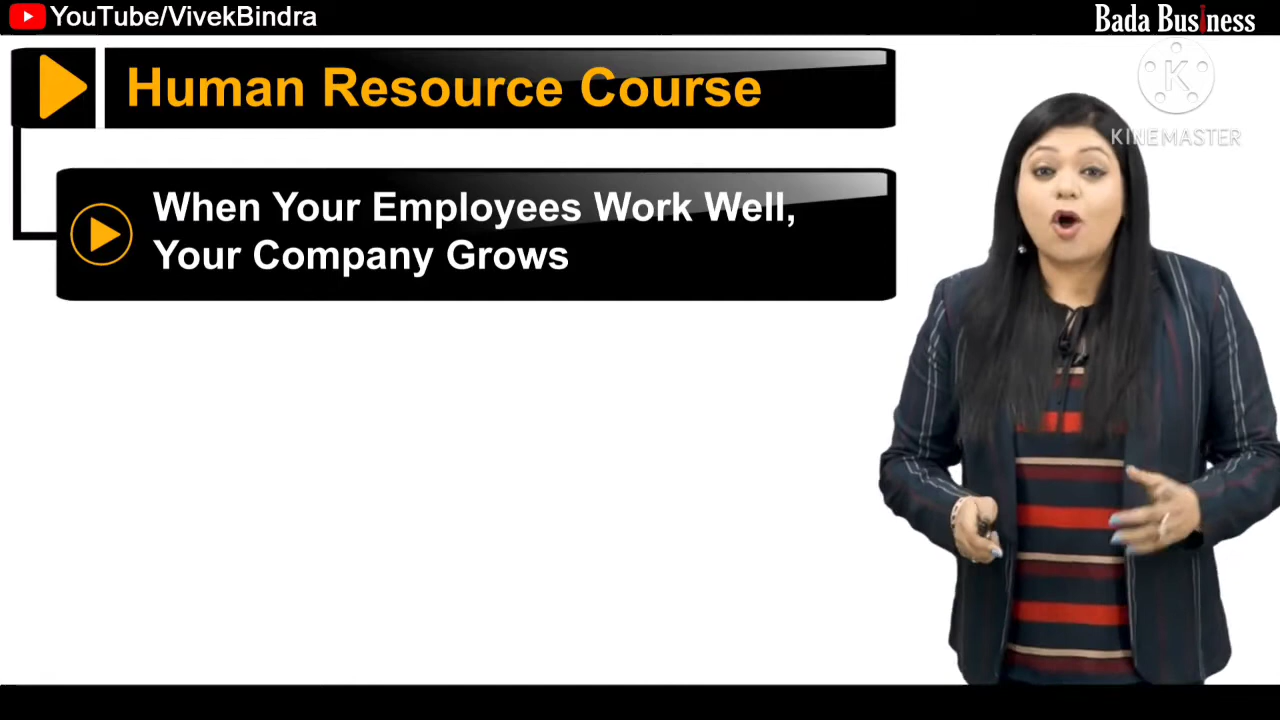 YouTube/VivekBindra
Bada Business
Human Resource Course
K
KINEMASTER
When Your Employees Work Well,
Your Company Grows